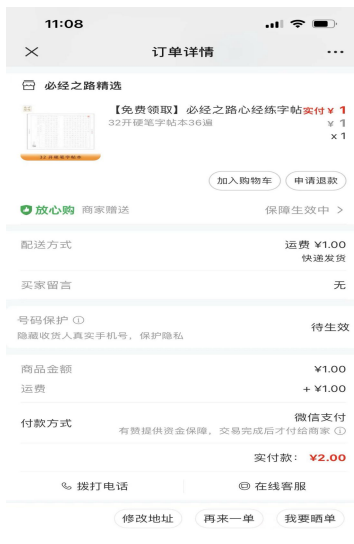 11:08
订单详情
必经之路精选
【免费领取】必经之路心经练字帖 实付¥ 1
32开硬笔字帖本36遍 ¥ 1
x 1
32开硬笔字帖本
加入购物车 申请退款
放心购 商家赠送 保障生效中 >
配送方式 运费 ¥1.00
快递发货
买家留言 无
号码保护
隐藏收货人真实手机号，保护隐私 待生效
商品金额 ¥1.00
运费 + ¥1.00
付款方式 微信支付
有赞提供资金保障，交易完成后才付给商家
实付款： ¥2.00
拨打电话 在线客服
修改地址 再来一单 我要晒单